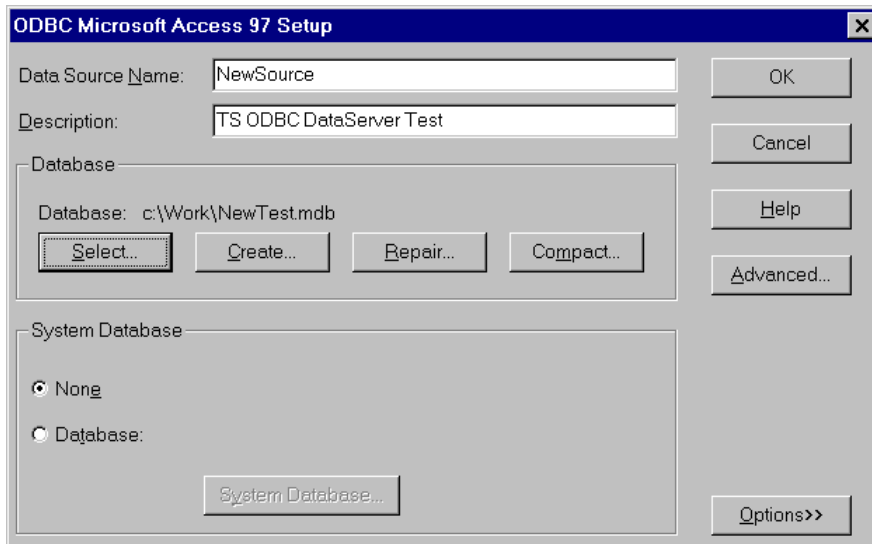 ODBC Microsoft Access 97 Setup
Data Source Name: NewSource
Description: TS ODBC DataServer Test
Database
Database: c:\Work\NewTest.mdb
Select... Create... Repair... Compact...
System Database
None
Database:
System Database...
OK
Cancel
Help
Advanced...
Options>>